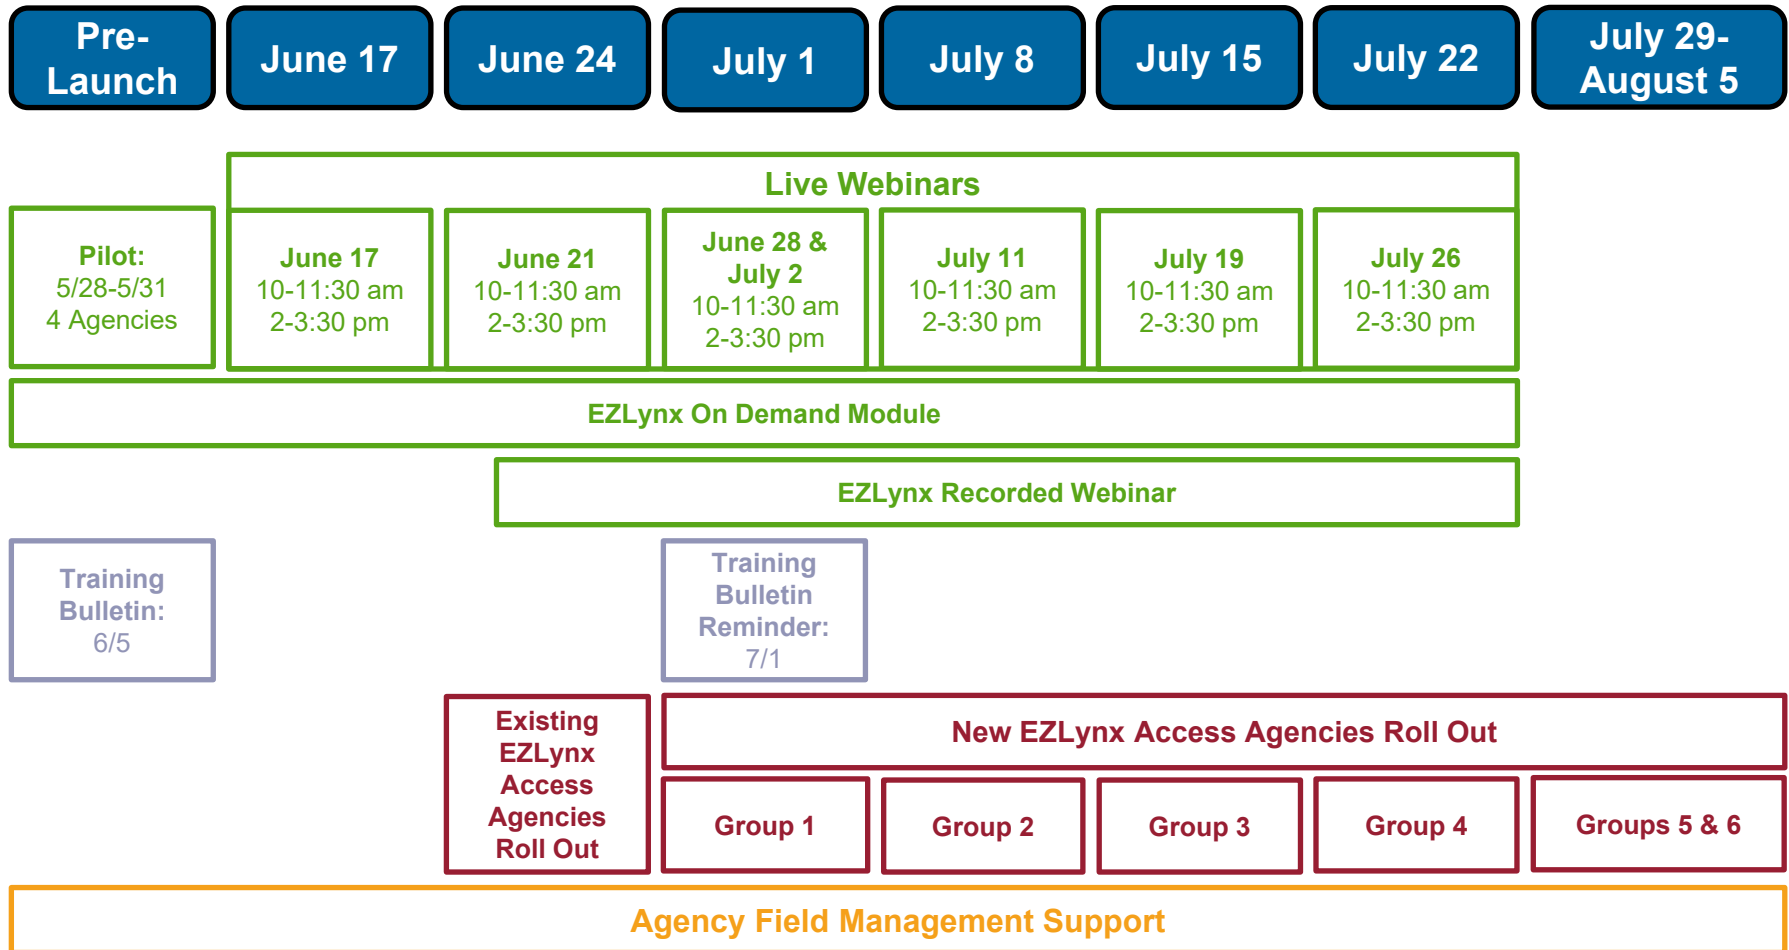 Pre-
Launch
June 17
June 24
July 1
July 8
July 15
July 22
July 29-
August 5
Live Webinars
Pilot:
5/28-5/31
4 Agencies
June 17
10-11:30 am
2-3:30 pm
June 21
10-11:30 am
2-3:30 pm
June 28 &
July 2
10-11:30 am
2-3:30 pm
July 11
10-11:30 am
2-3:30 pm
July 19
10-11:30 am
2-3:30 pm
July 26
10-11:30 am
2-3:30 pm
EZLynx On Demand Module
EZLynx Recorded Webinar
Training
Bulletin:
6/5
Training
Bulletin
Reminder:
7/1
Existing
EZLynx
Access
Agencies
Roll Out
New EZLynx Access Agencies Roll Out
Group 1
Group 2
Group 3
Group 4
Groups 5 & 6
Agency Field Management Support